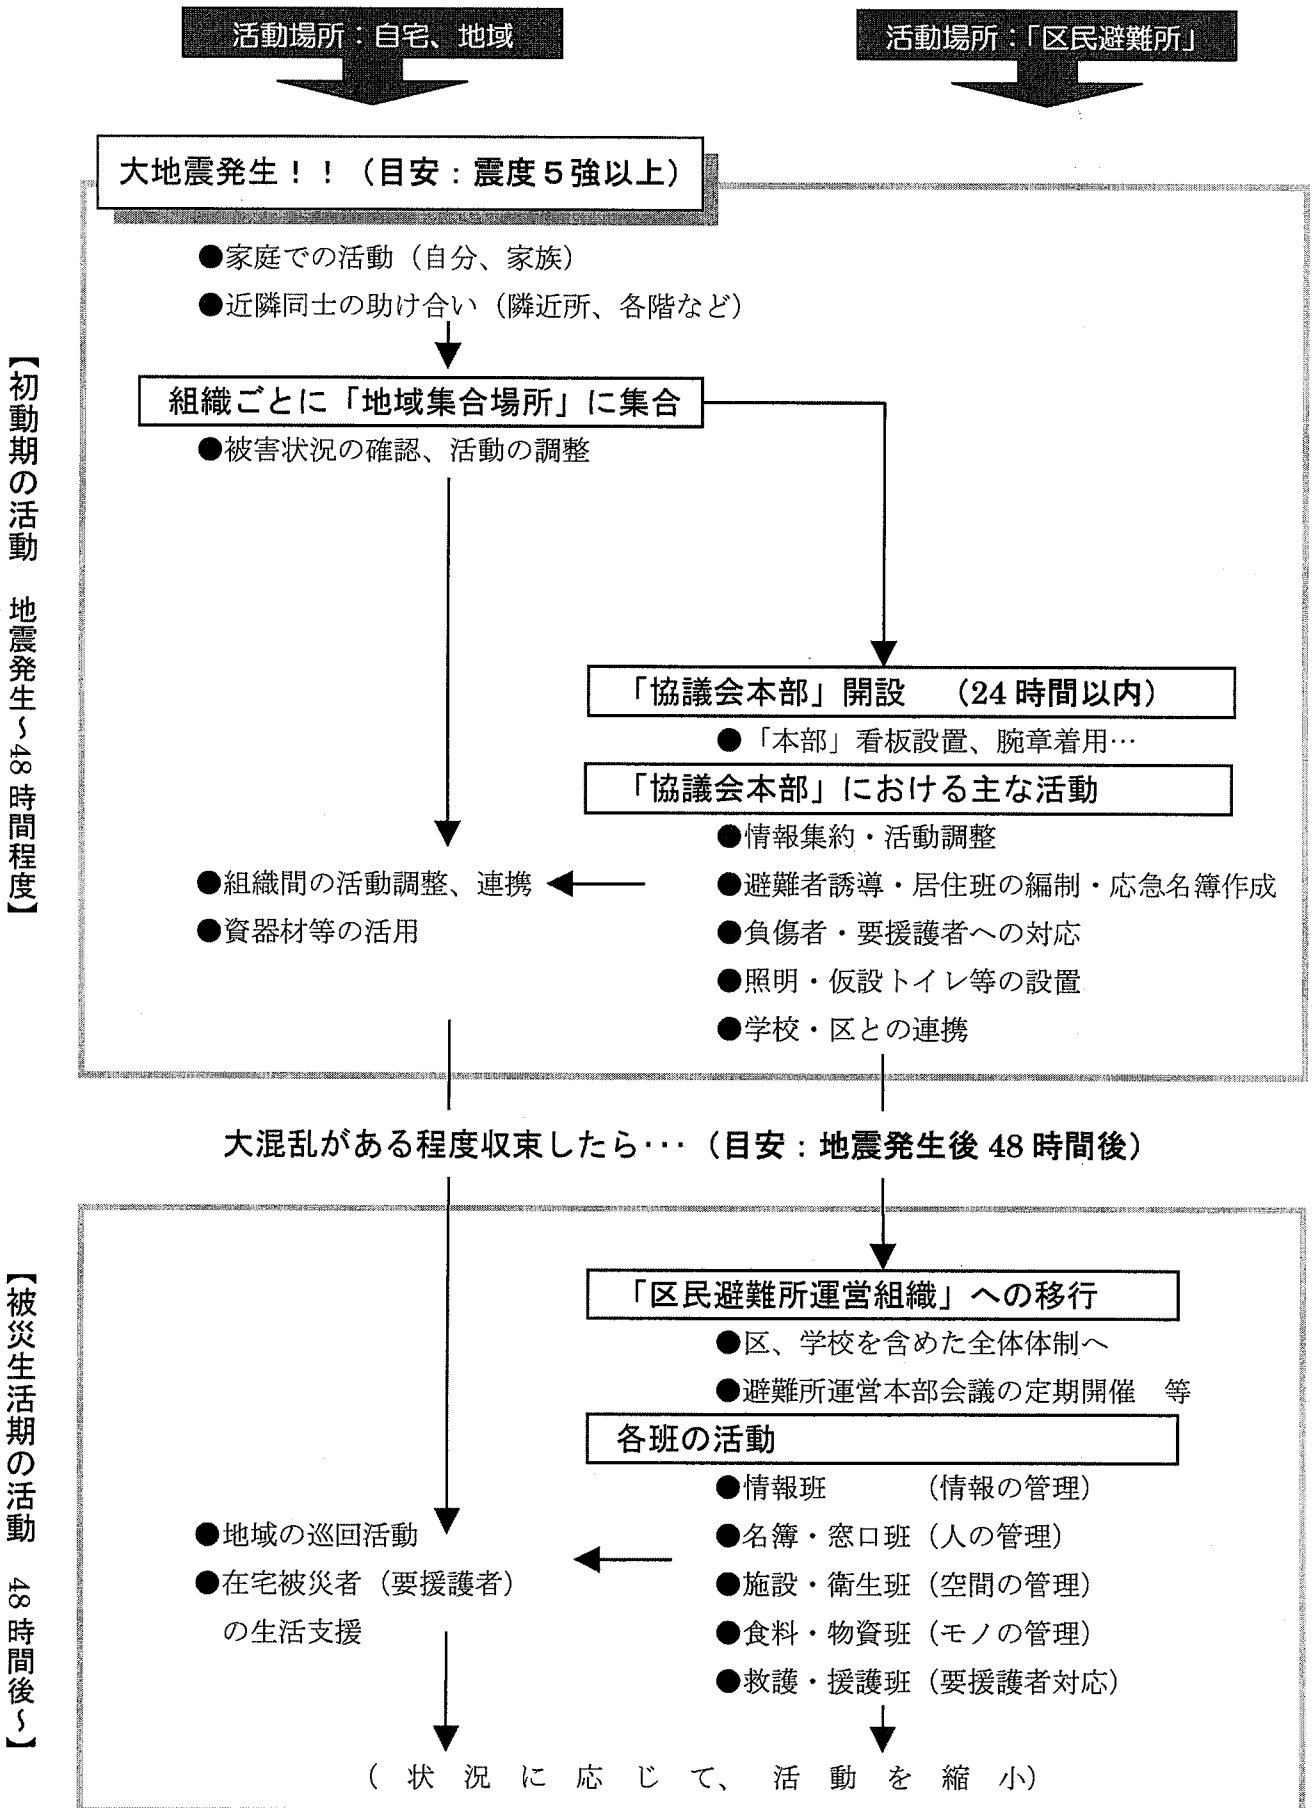 活動場所：自宅、地域
活動場所：「区民避難所」
大地震発生！！（目安：震度５強以上）
●家庭での活動（自分、家族）
●近隣同士の助け合い（隣近所、各階など）
【初動期の活動　地震発生～48時間程度】
組織ごとに「地域集合場所」に集合
●被害状況の確認、活動の調整
「協議会本部」開設　（24時間以内）
●「本部」看板設置、腕章着用…
「協議会本部」における主な活動
●情報集約・活動調整
●避難者誘導・居住班の編制・応急名簿作成
●負傷者・要援護者への対応
●照明・仮設トイレ等の設置
●学校・区との連携
●組織間の活動調整、連携
●資器材等の活用
大混乱がある程度収束したら…（目安：地震発生後48時間後）
【被災生活期の活動　48時間後～】
「区民避難所運営組織」への移行
●区、学校を含めた全体体制へ
●避難所運営本部会議の定期開催　等
各班の活動
●情報班　　　　（情報の管理）
●名簿・窓口班（人の管理）
●施設・衛生班（空間の管理）
●食料・物資班（モノの管理）
●救護・援護班（要援護者対応）
●地域の巡回活動
●在宅被災者（要援護者）
の生活支援
（ 状 況 に 応 じ て、 活 動 を 縮 小）